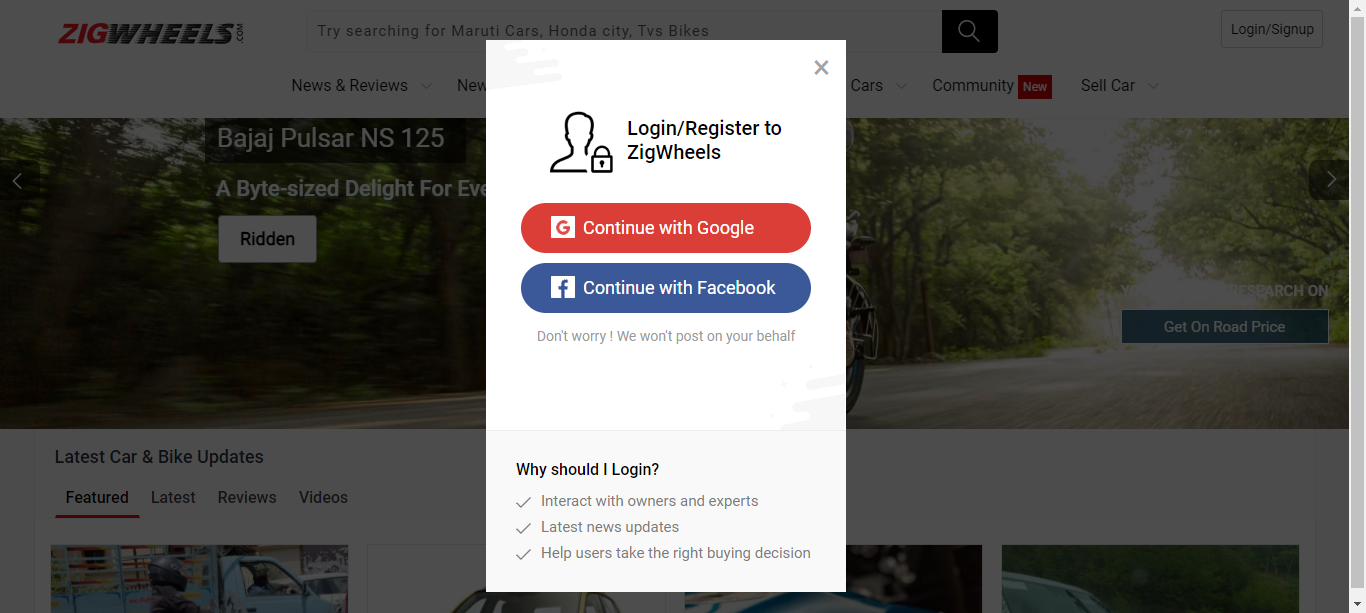 ZIGWHEELS.COM
Try searching for Maruti Cars, Honda city, Tvs Bikes
Login/Signup
News & Reviews
New
Cars
Community New
Sell Car
Bajaj Pulsar NS 125
A Byte-sized Delight For Eve
Ridden
RESEARCH ON
Get On Road Price
Login/Register to
ZigWheels
Continue with Google
Continue with Facebook
Don't worry ! We won't post on your behalf
Why should I Login?
Interact with owners and experts
Latest news updates
Help users take the right buying decision
Latest Car & Bike Updates
Featured
Latest
Reviews
Videos